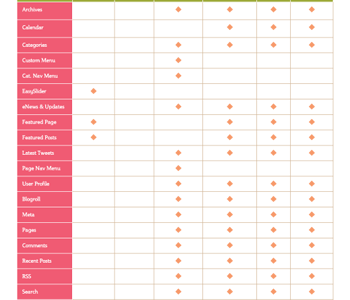 Archives
Calendar
Categories
Custom Menu
Cat. Nav Menu
EasySlider
eNews & Updates
Featured Page
Featured Posts
Latest Tweets
Page Nav Menu
User Profile
Blogroll
Meta
Pages
Comments
Recent Posts
RSS
Search